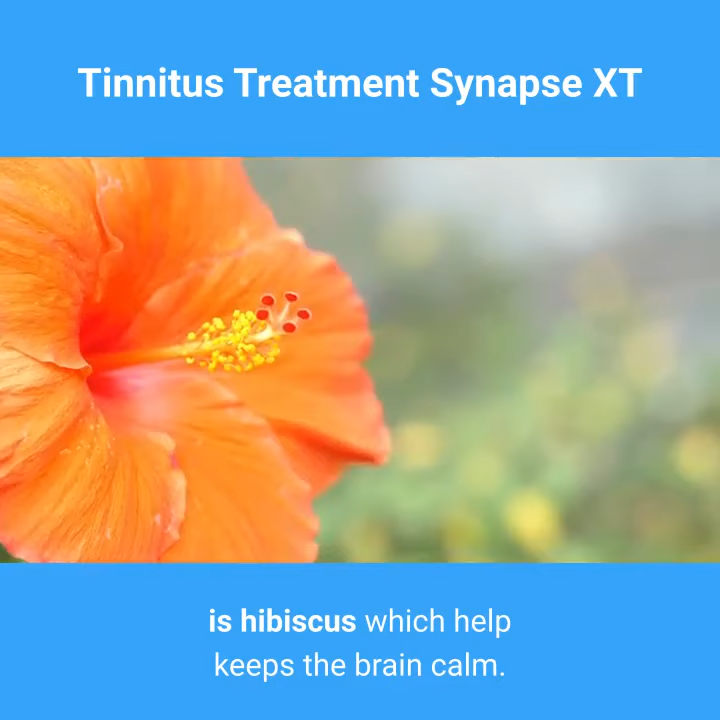 Tinnitus Treatment Synapse XT
is hibiscus which help
keeps the brain calm.